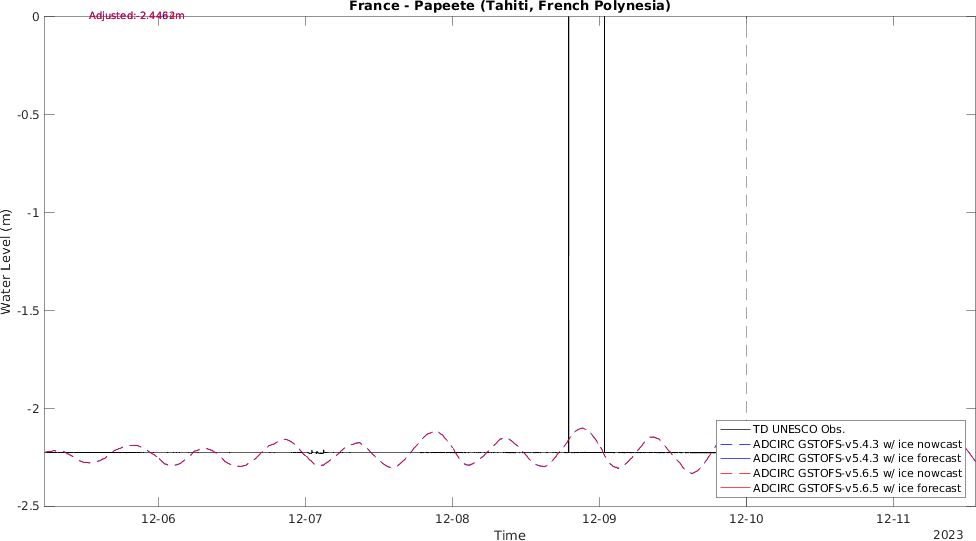 France - Papeete (Tahiti, French Polynesia)
Adjusted:
0
-0.5
-1
-1.5
-2
-2.5
Water Level (m)
12-06
12-07
12-08
12-09
12-10
12-11
Time
2023
TD UNESCO Obs.
ADCIRC GSTOFS-v5.4.3 w/ ice nowcast
ADCIRC GSTOFS-v5.4.3 w/ ice forecast
ADCIRC GSTOFS-v5.6.5 w/ ice nowcast
ADCIRC GSTOFS-v5.6.5 w/ ice forecast